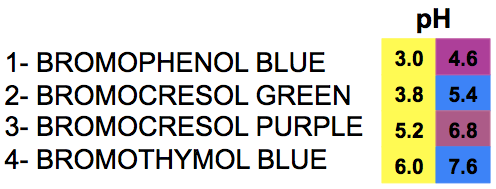 pH
1- BROMOPHENOL BLUE 3.0 4.6
2- BROMOCRESOL GREEN 3.8 5.4
3- BROMOCRESOL PURPLE 5.2 6.8
4- BROMOTHYMOL BLUE 6.0 7.6